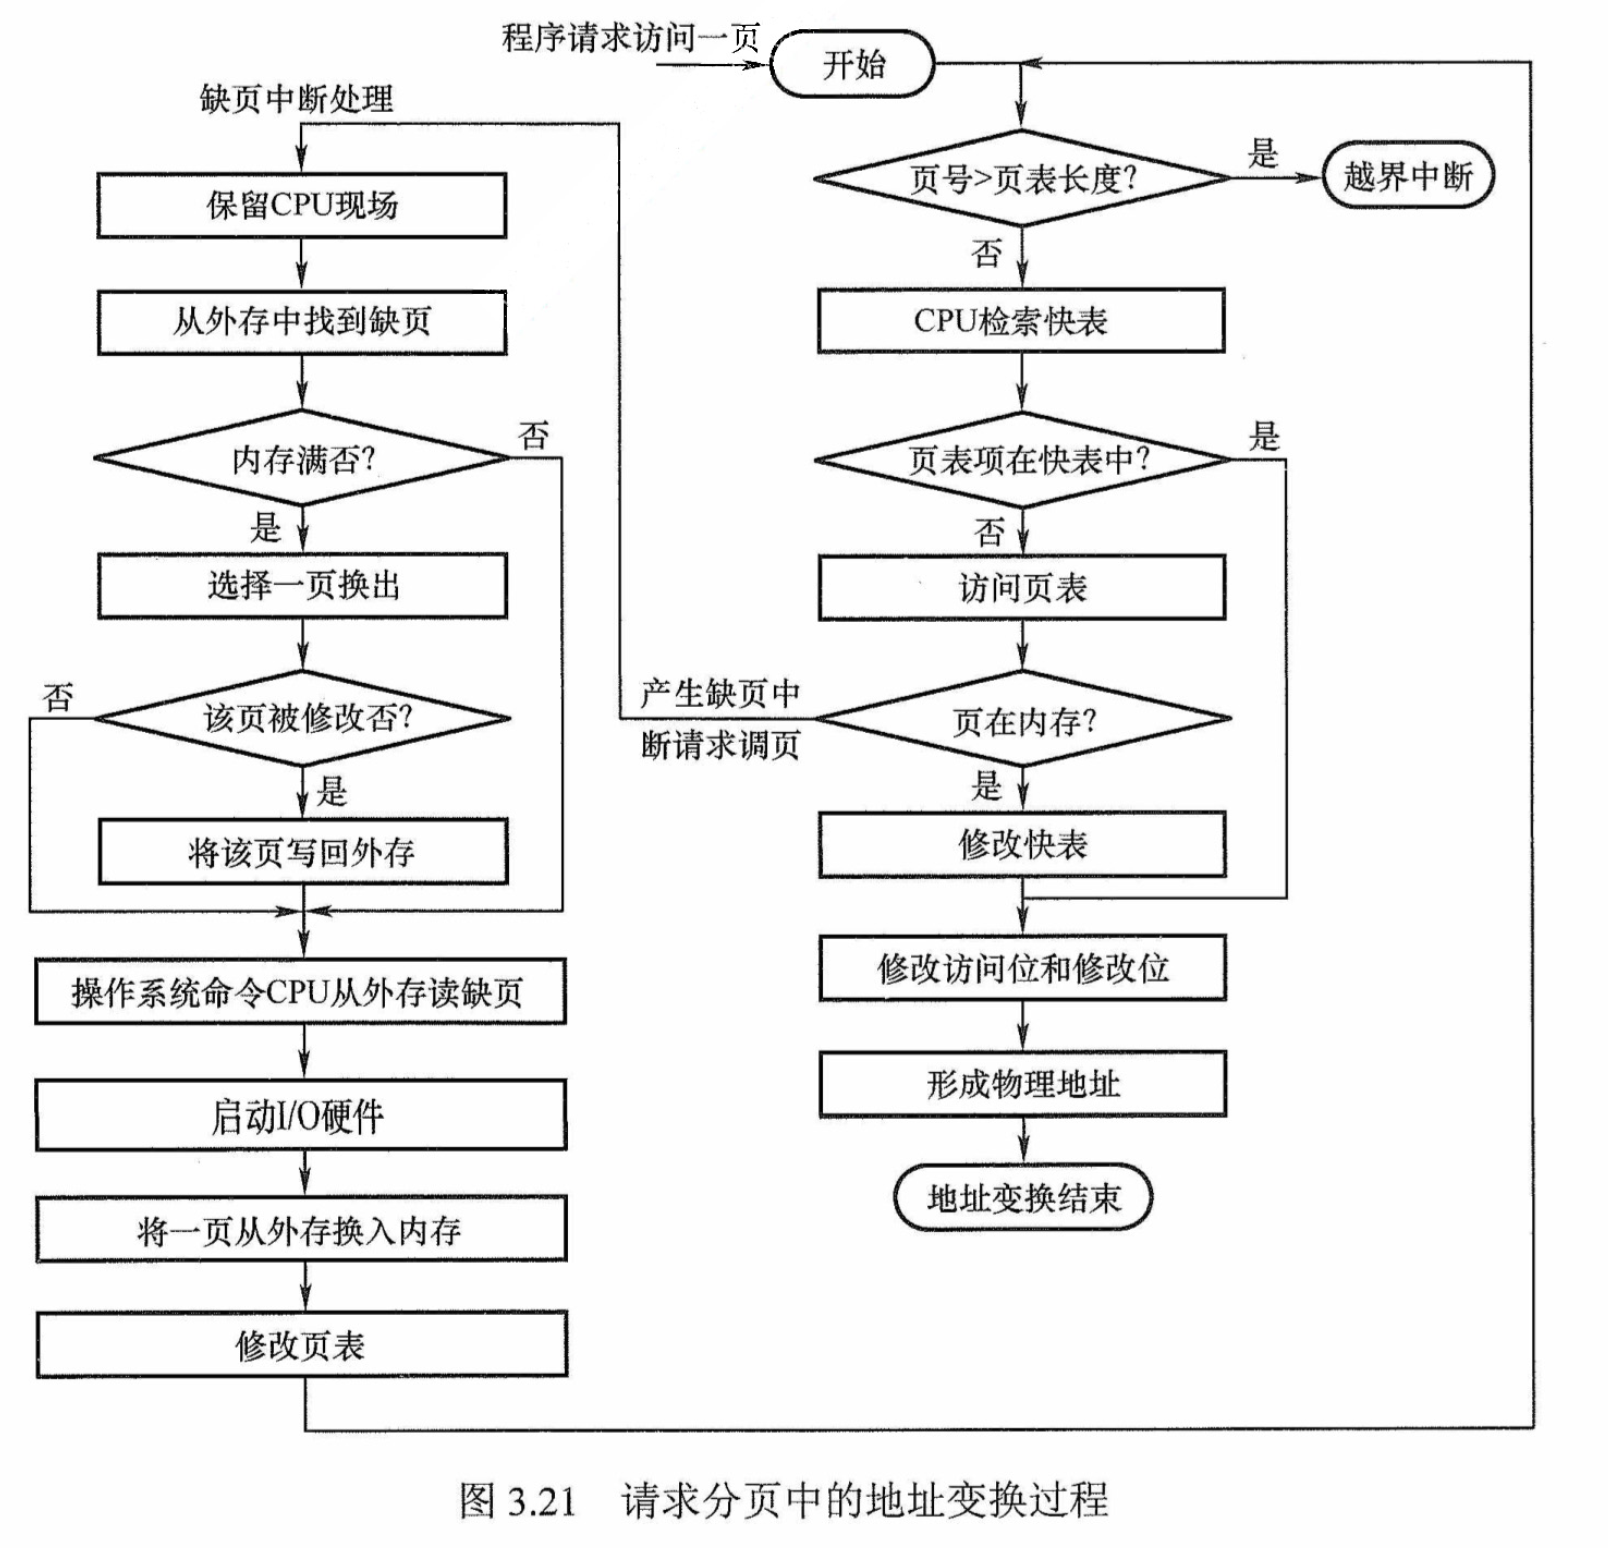 程序请求访问一页
开始
页号>页表长度?
是
越界中断
否
CPU检索快表
页表项在快表中?
是
否
访问页表
页在内存?
产生缺页中
断请求调页
是
修改快表
修改访问位和修改位
形成物理地址
地址变换结束
缺页中断处理
保留CPU现场
从外存中找到缺页
内存满否?
否
是
选择一页换出
该页被修改否?
否
是
将该页写回外存
操作系统命令CPU从外存读缺页
启动I/O硬件
将一页从外存换入内存
修改页表
图 3.21 请求分页中的地址变换过程